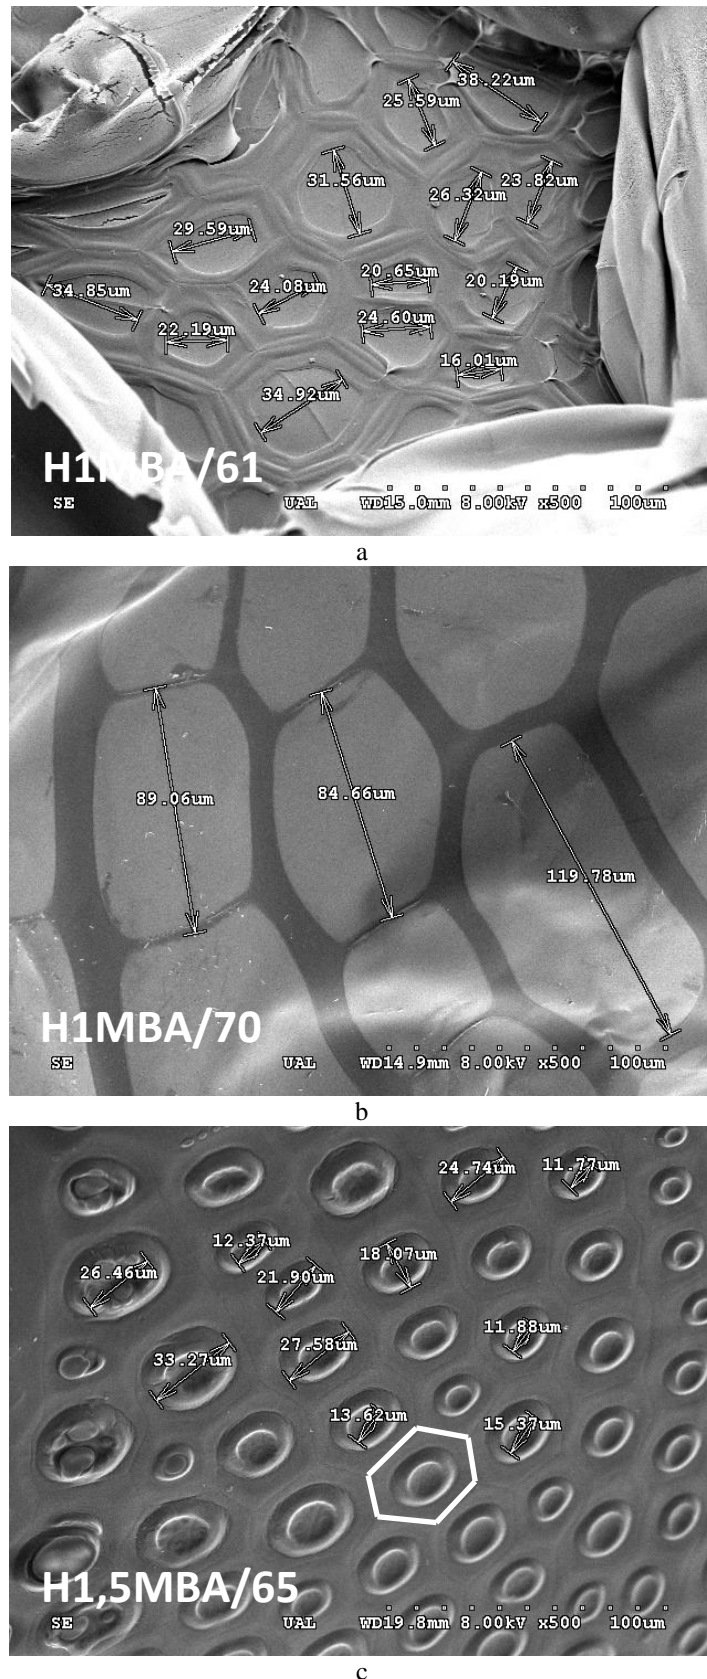 38.22um
25.59um
31.56um
26.32um
23.82um
29.59um
24.08um
20.65um
20.19um
34.85um
22.19um
24.60um
16.01um
34.92um
H1MBA/61
SE UAL WD15.0mm 8.00kV x500 100um
a
89.06um
84.66um
119.78um
H1MBA/70
SE UAL WD14.9mm 8.00kV x500 100um
b
24.74um
11.77um
12.37um
18.07um
26.46um
21.90um
11.88um
27.58um
33.27um
13.62um
15.37um
H1,5MBA/65
SE UAL WD19.8mm 8.00kV x500 100um
c